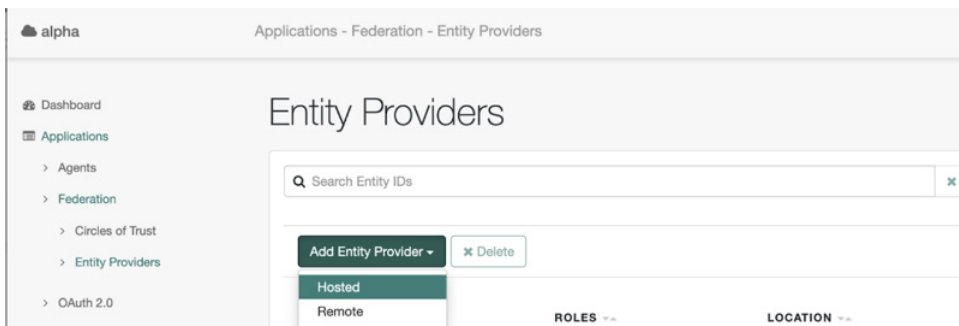 alpha
Applications - Federation - Entity Providers
Dashboard
Applications
Agents
Federation
Circles of Trust
Entity Providers
OAuth 2.0
Entity Providers
Search Entity IDs
Add Entity Provider
Delete
Hosted
Remote
ROLES
LOCATION